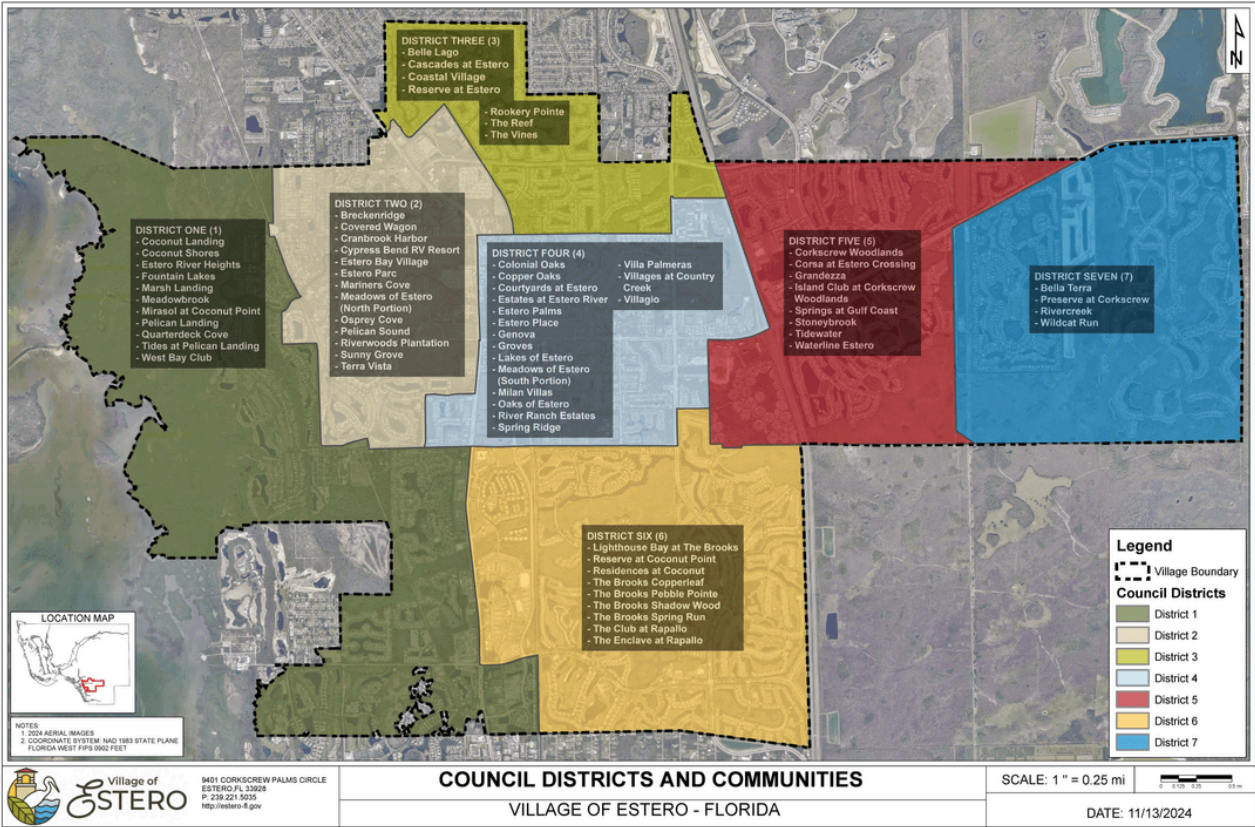 DISTRICT THREE (3)
- Belle Lago
- Cascades at Estero
- Coastal Village
- Reserve at Estero
- Rookery Pointe
- The Reef
- The Vines
N
DISTRICT ONE (1)
- Coconut Landing
- Coconut Shores
- Estero River Heights
- Fountain Lakes
- Marsh Landing
- Meadowbrook
- Mirasol at Coconut Point
- Pelican Landing
- Quarterdeck Cove
- Tides at Pelican Landing
- West Bay Club
DISTRICT TWO (2)
- Breckenridge
- Covered Wagon
- Cranbrook Harbor
- Cypress Bend RV Resort
- Estero Bay Village
- Estero Parc
- Mariners Cove
- Meadows of Estero
(North Portion)
- Osprey Cove
- Pelican Sound
- Riverwoods Plantation
- Sunny Grove
- Terra Vista
DISTRICT FOUR (4)
- Colonial Oaks
- Copper Oaks
- Courtyards at Estero
- Estates at Estero River
- Estero Palms
- Estero Place
- Genova
- Groves
- Lakes of Estero
- Meadows of Estero
(South Portion)
- Milan Villas
- Oaks of Estero
- River Ranch Estates
- Spring Ridge
- Villa Palmeras
- Villages at Country
Creek
- Villagio
DISTRICT FIVE (5)
- Corkscrew Woodlands
- Corsa at Estero Crossing
- Grandezza
- Island Club at Corkscrew
Woodlands
- Springs at Gulf Coast
- Stoneybrook
- Tidewater
- Waterline Estero
DISTRICT SEVEN (7)
- Bella Terra
- Preserve at Corkscrew
- Rivercreek
- Wildcat Run
DISTRICT SIX (6)
- Lighthouse Bay at The Brooks
- Reserve at Coconut Point
- Residences at Coconut
- The Brooks Copperleaf
- The Brooks Pebble Pointe
- The Brooks Shadow Wood
- The Brooks Spring Run
- The Club at Rapallo
- The Enclave at Rapallo
Legend
Village Boundary
Council Districts
District 1
District 2
District 3
District 4
District 5
District 6
District 7
LOCATION MAP
NOTES:
1. 2024 AERIAL IMAGES
2. COORDINATE SYSTEM: NAD 1983 STATE PLANE
FLORIDA WEST FIPS 0902 FEET
Village of
ESTERO
9401 CORKSCREW PALMS CIRCLE
ESTERO,FL 33928
P: 239.221.5035
http://estero-fl.gov
COUNCIL DISTRICTS AND COMMUNITIES
VILLAGE OF ESTERO - FLORIDA
SCALE: 1 " = 0.25 mi
0 0.125 0.25 0.5 mi
DATE: 11/13/2024